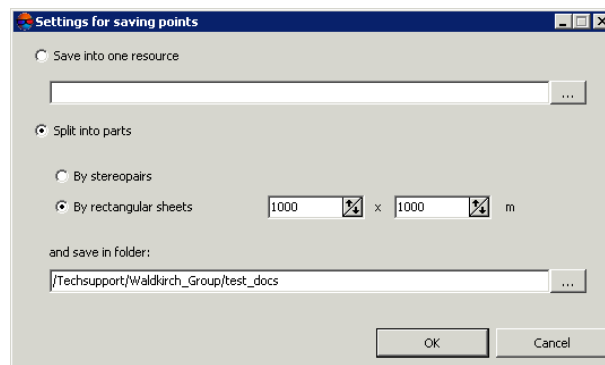 Settings for saving points
Save into one resource
...
Split into parts
By stereopairs
By rectangular sheets 1000 x 1000 m
and save in folder:
/Techsupport/Waldkirch_Group/test_docs ...
OK Cancel